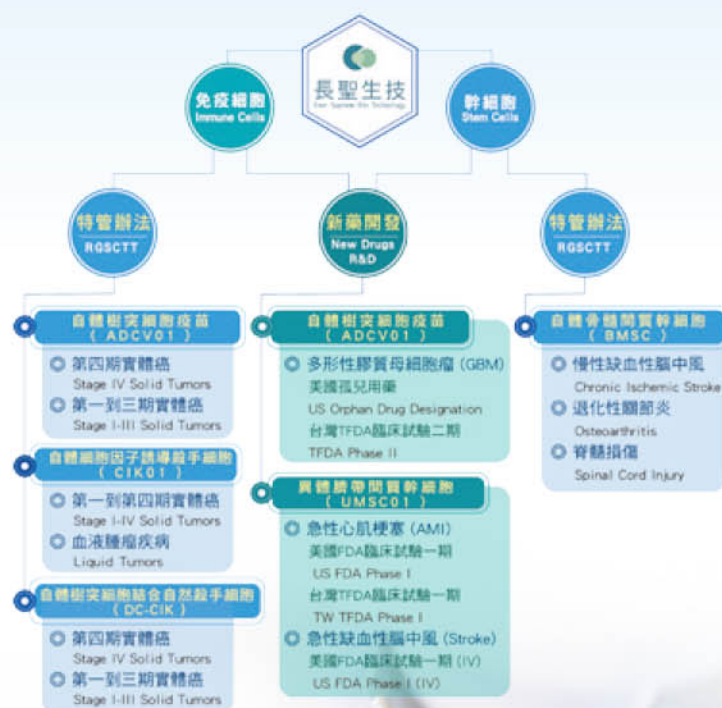 長聖生技
Ever Supreme Bio Technology
免疫細胞
Immune Cells
幹細胞
Stem Cells
特管辦法
RGSCTT
新藥開發
New Drugs
R&D
特管辦法
RGSCTT
自體樹突細胞疫苗
(ADCV01)
第四期實體癌
Stage IV Solid Tumors
第一到三期實體癌
Stage I-III Solid Tumors
自體細胞因子誘導殺手細胞
(CIK01)
第一到第四期實體癌
Stage I-IV Solid Tumors
血液腫瘤疾病
Liquid Tumors
自體樹突細胞結合自然殺手細胞
(DC-CIK)
第四期實體癌
Stage IV Solid Tumors
第一到三期實體癌
Stage I-III Solid Tumors
自體樹突細胞疫苗
(ADCV01)
多形性膠質母細胞瘤 (GBM)
美國孤兒用藥
US Orphan Drug Designation
台灣TFDA臨床試驗二期
TFDA Phase II
異體臍帶間質幹細胞
(UMSC01)
急性心肌梗塞 (AMI)
美國FDA臨床試驗一期
US FDA Phase I
台灣TFDA臨床試驗一期
TW TFDA Phase I
急性缺血性腦中風 (Stroke)
美國FDA臨床試驗一期 (IV)
US FDA Phase I (IV)
自體骨髓間質幹細胞
(BMSC)
慢性缺血性腦中風
Chronic Ischemic Stroke
退化性關節炎
Osteoarthritis
脊髓損傷
Spinal Cord Injury